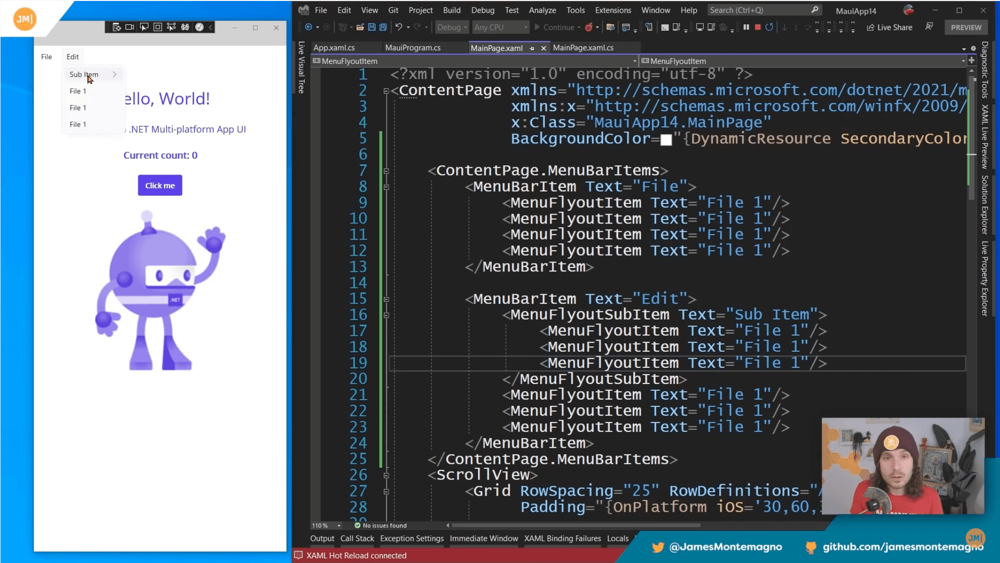 JM|
File Edit
Sub Item
File 1
File 1
File 1
ello, World!
.NET Multi-platform App UI
Current count: 0
Click me
.NET
File Edit View Git Project Build Debug Test Analyze Tools Extensions Window Help Search (Ctrl+Q) MauiApp14
Debug Any CPU Continue Live Share PREVIEW
Live Visual Tree
App.xaml.cs MauiProgram.cs MainPage.xaml MainPage.xaml.cs
MenuFlyoutItem MenuFlyoutItem
1 <?xml version="1.0" encoding="utf-8" ?>
2 <ContentPage xmlns="http://schemas.microsoft.com/dotnet/2021/m
3 xmlns:x="http://schemas.microsoft.com/winfx/2009/
4 x:Class="MauiApp14.MainPage"
5 BackgroundColor="{DynamicResource SecondaryColor
6
7 <ContentPage.MenuBarItems>
8 <MenuBarItem Text="File">
9 <MenuFlyoutItem Text="File 1"/>
10 <MenuFlyoutItem Text="File 1"/>
11 <MenuFlyoutItem Text="File 1"/>
12 <MenuFlyoutItem Text="File 1"/>
13 </MenuBarItem>
14
15 <MenuBarItem Text="Edit">
16 <MenuFlyoutSubItem Text="Sub Item">
17 <MenuFlyoutItem Text="File 1"/>
18 <MenuFlyoutItem Text="File 1"/>
19 <MenuFlyoutItem Text="File 1"/>
20 </MenuFlyoutSubItem>
21 <MenuFlyoutItem Text="File 1"/>
22 <MenuFlyoutItem Text="File 1"/>
23 <MenuFlyoutItem Text="File 1"/>
24 </MenuBarItem>
25 </ContentPage.MenuBarItems>
26 <ScrollView>
27 <Grid RowSpacing="25" RowDefinitions="A
28 Padding="{OnPlatform iOS='30,60,3
Diagnostic Tools
XAML Live Preview
Solution Explorer
Live Property Explorer
110 % No issues found
Output Call Stack Exception Settings Immediate Window XAML Binding Failures Locals
XAML Hot Reload connected
@JamesMontemagno github.com/jamesmontemagno
JM|